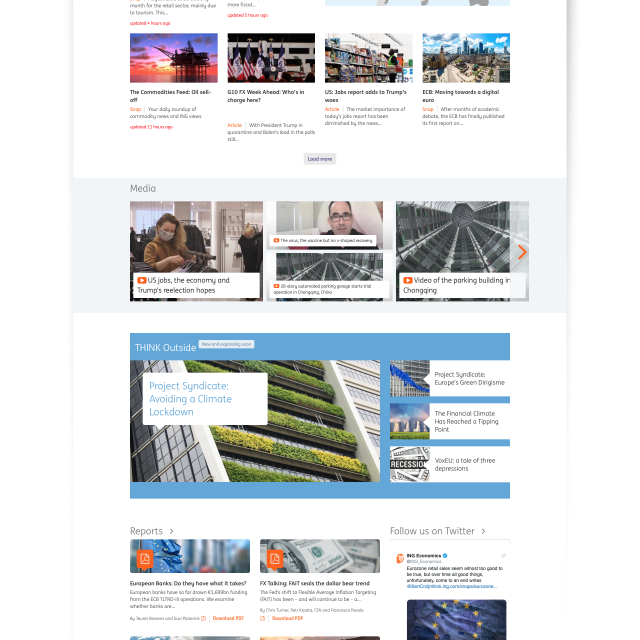 month for the retail sector, mainly due
to tourism. This...
updated 4 hours ago
more fiscal...
updated 5 hours ago
The Commodities Feed: Oil sell-
off
Snap | Your daily roundup of
commodity news and ING views
updated 11 hours ago
G10 FX Week Ahead: Who's in
charge here?
Article | With President Trump in
quarantine and Biden's lead in the polls
still...
US: Jobs report adds to Trump's
woes
Article | The market importance of
today's jobs report has been
diminished by the news...
ECB: Moving towards a digital
euro
Snap | After months of academic
debate, the ECB has finally published
its first report on...
Load more
Media
US jobs, the economy and
Trump's reelection hopes
The virus, the vaccine but no v-shaped recovery
20-story automated parking garage starts trial
operation in Chongqing, China
Video of the parking building in
Chongqing
THINK Outside
New and expanding soon
Project Syndicate:
Avoiding a Climate
Lockdown
Project Syndicate:
Europe's Green Dirigisme
The Financial Climate
Has Reached a Tipping
Point
RECESSION
VoxEU: a tale of three
depressions
Reports >
European Banks: Do they have what it takes?
European banks have so far drawn €1,699bn
funding from the ECB TLTRO-III operations. We examine
whether banks are...
Download PDF
FX Talking: FAIT seals the dollar bear trend
The Fed's shift to Flexible Average Inflation Targeting
(FAIT) has been – and will continue to be – a...
By Chris Turner, Petr Krpata, CFA and Francesco Pesole
Download PDF
Follow us on Twitter >
ING Economics
@ING_Economics
Eurozone retail sales seem almost too good to
be true, but over time all good things,
unfortunately, come to an end writes